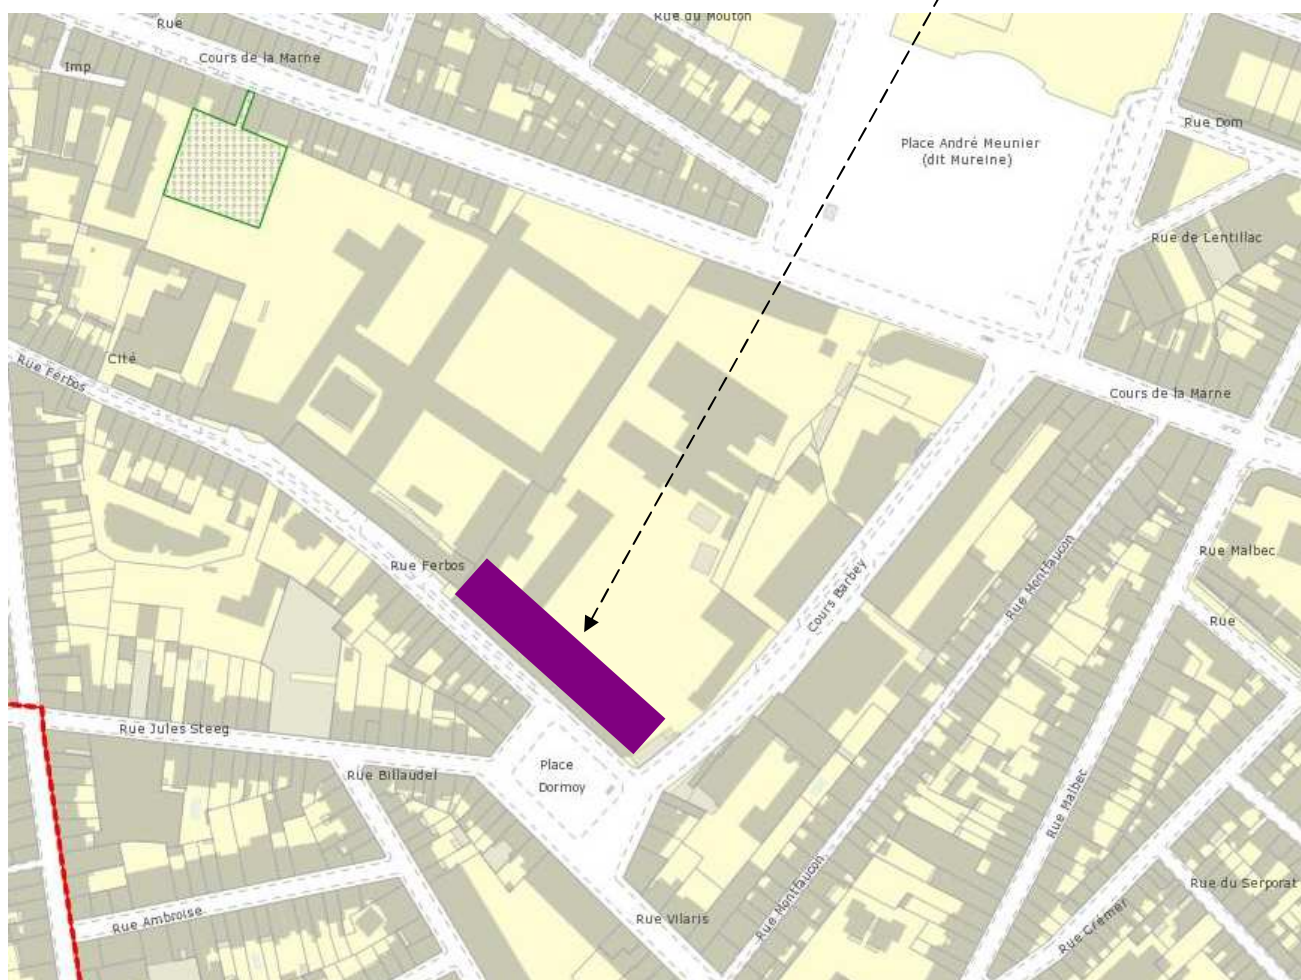 Rue
Rue du Mouton
Cours de la Marne
Imp
Rue Dom
Place André Meunier
(dit Mureine)
Rue de Lentillac
Cité
Rue Ferbos
Cours de la Marne
Rue Malbec
Rue Ferbos
Rue Montfaucon
Cours Barbey
Rue
Rue Jules Steeg
Place
Dormoy
Rue Billaudel
Rue Malbec
Rue du Serporat
Rue Montfaucon
Rue Ambroise
Rue Vilaris
Rue Crémer